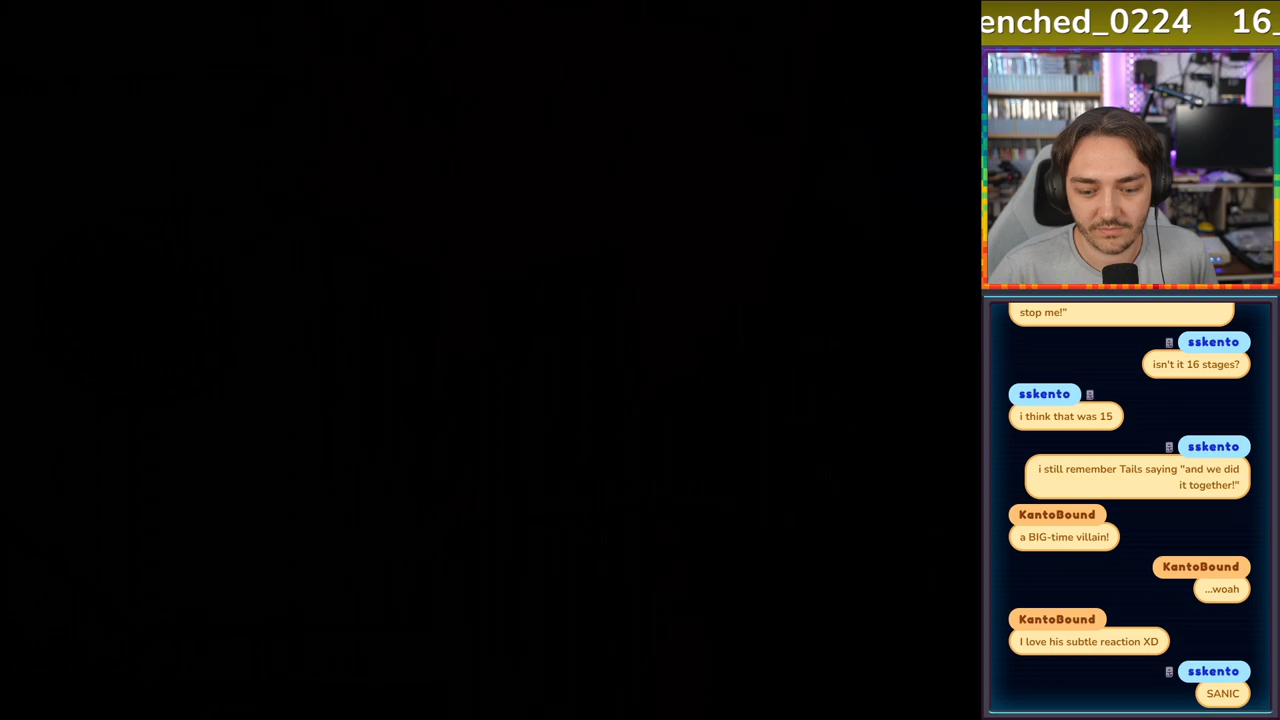 enched_0224 16_
stop me!"
sskento
isn't it 16 stages?
sskento
i think that was 15
sskento
i still remember Tails saying "and we did
it together!"
KantoBound
a BIG-time villain!
KantoBound
...woah
KantoBound
I love his subtle reaction XD
sskento
SANIC